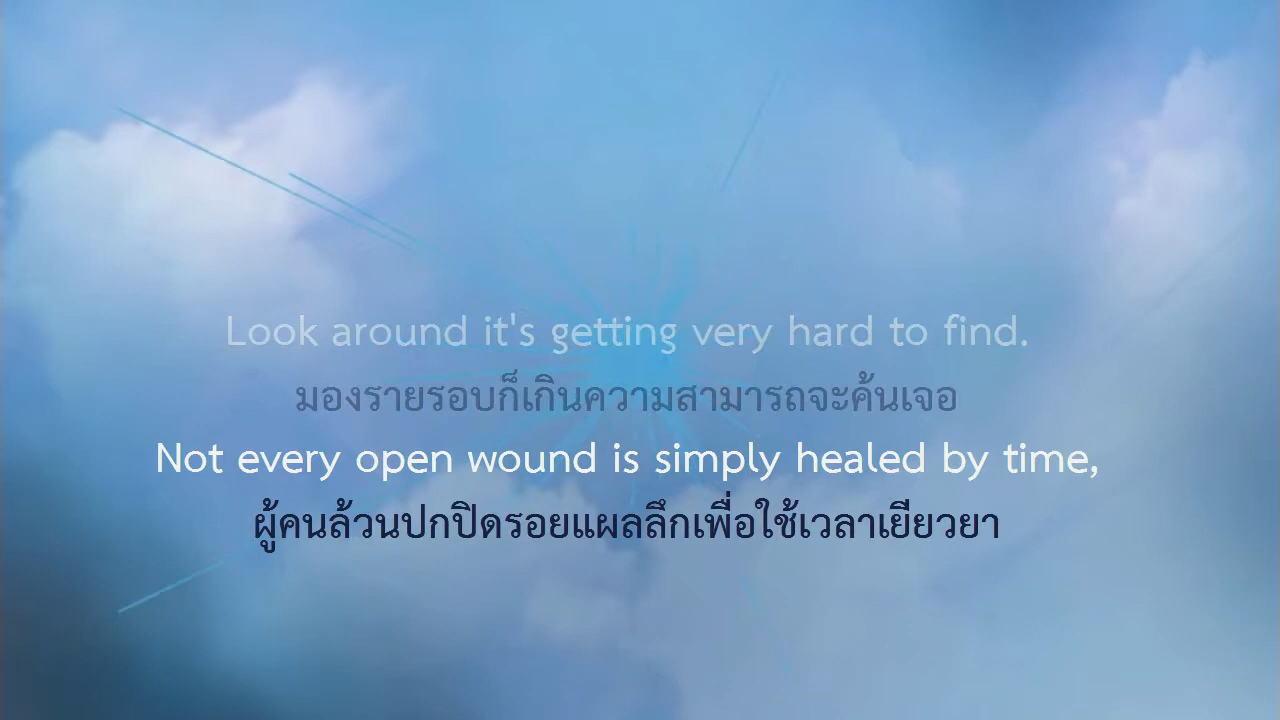 Look around it's getting very hard to find.
มองรายรอบก็เกินความสามารถจะค้นเจอ
Not every open wound is simply healed by time,
ผู้คนล้วนปกปิดรอยแผลลึกเพื่อใช้เวลาเยียวยา